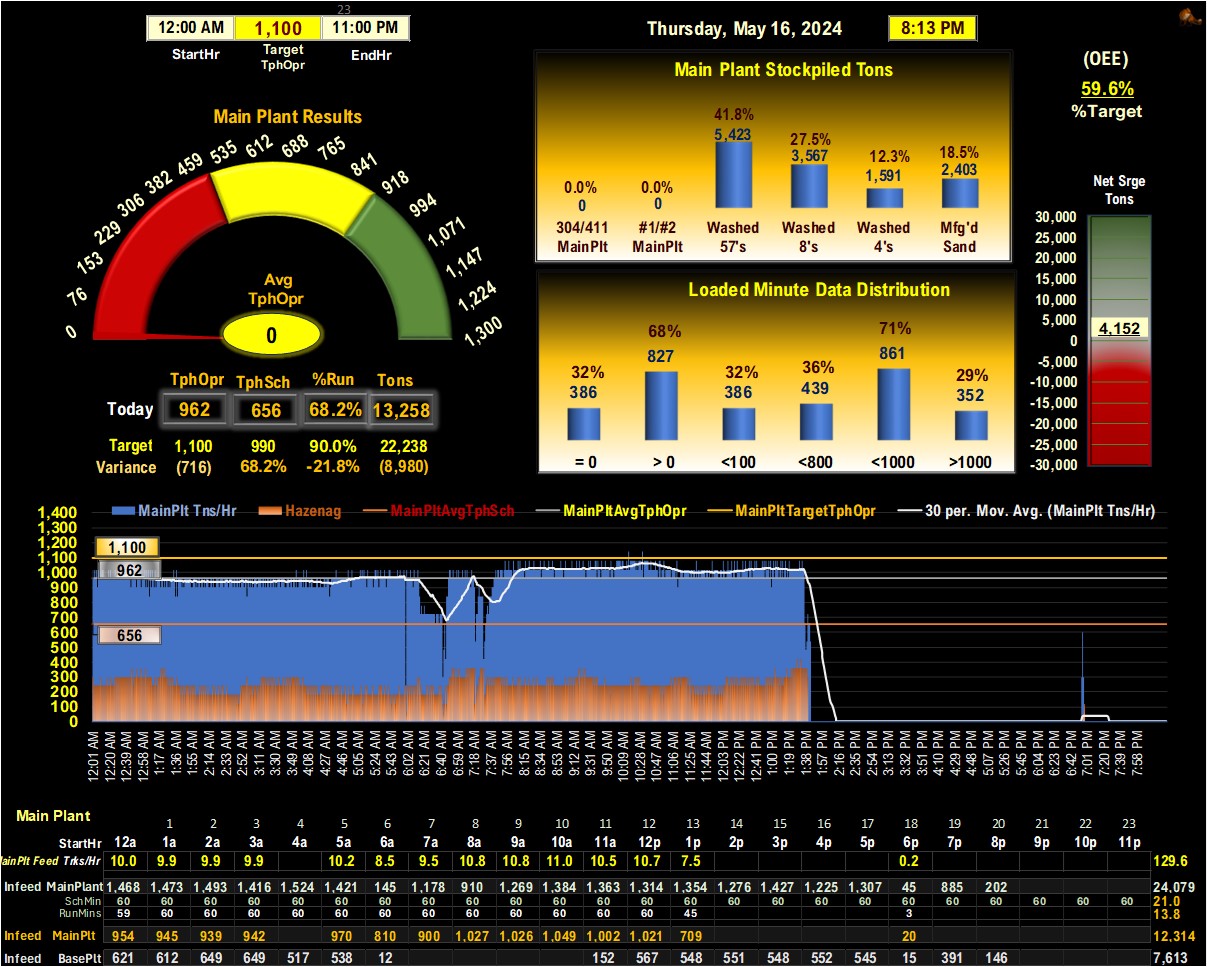 23
12:00 AM 1,100 11:00 PM
StartHr Target TphOpr EndHr
Thursday, May 16, 2024 8:13 PM
(OEE)
59.6%
%Target
Main Plant Results
0 76 153 229 306 382 459 535 612 688 765 841 918 994 1,071 1,147 1,224 1,300
Avg
TphOpr
0
TphOpr TphSch %Run Tons
Today 962 656 68.2% 13,258
Target 1,100 990 90.0% 22,238
Variance (716) 68.2% -21.8% (8,980)
Main Plant Stockpiled Tons
0.0% 0.0% 41.8% 27.5% 12.3% 18.5%
0 0 5,423 3,567 1,591 2,403
304/411 #1/#2 Washed Washed Washed Mfg'd
MainPlt MainPlt 57's 8's 4's Sand
Loaded Minute Data Distribution
32% 68% 32% 36% 71% 29%
386 827 386 439 861 352
= 0 > 0 <100 <800 <1000 >1000
Net Srge
Tons
30,000
25,000
20,000
15,000
10,000
5,000
4,152
0
-5,000
-10,000
-15,000
-20,000
-25,000
-30,000
MainPlt Tns/Hr Hazenag MainPltAvgTphSch MainPltAvgTphOpr MainPltTargetTphOpr 30 per. Mov. Avg. (MainPlt Tns/Hr)
1,400
1,300
1,200
1,100
1,000
900
800
700
600
500
400
300
200
100
0
1,100
962
656
12:01 AM 12:20 AM 12:39 AM 12:58 AM 1:17 AM 1:36 AM 1:55 AM 2:14 AM 2:33 AM 2:52 AM 3:11 AM 3:30 AM 3:49 AM 4:08 AM 4:27 AM 4:46 AM 5:05 AM 5:24 AM 5:43 AM 6:02 AM 6:21 AM 6:40 AM 6:59 AM 7:18 AM 7:37 AM 7:56 AM 8:15 AM 8:34 AM 8:53 AM 9:12 AM 9:31 AM 9:50 AM 10:09 AM 10:28 AM 10:47 AM 11:06 AM 11:25 AM 11:44 AM 12:03 PM 12:22 PM 12:41 PM 1:00 PM 1:19 PM 1:38 PM 1:57 PM 2:16 PM 2:35 PM 2:54 PM 3:13 PM 3:32 PM 3:51 PM 4:10 PM 4:29 PM 4:48 PM 5:07 PM 5:26 PM 5:45 PM 6:04 PM 6:23 PM 6:42 PM 7:01 PM 7:20 PM 7:39 PM 7:58 PM
Main Plant
1 2 3 4 5 6 7 8 9 10 11 12 13 14 15 16 17 18 19 20 21 22 23
StartHr 12a 1a 2a 3a 4a 5a 6a 7a 8a 9a 10a 11a 12p 1p 2p 3p 4p 5p 6p 7p 8p 9p 10p 11p
MainPlt Feed Trks/Hr 10.0 9.9 9.9 9.9 10.2 8.5 9.5 10.8 10.8 11.0 10.5 10.7 7.5 0.2 129.6
Infeed MainPlant 1,468 1,473 1,493 1,416 1,524 1,421 145 1,178 910 1,269 1,384 1,363 1,314 1,354 1,276 1,427 1,225 1,307 45 885 202 24,079
SchMin 60 60 60 60 60 60 60 60 60 60 60 60 60 60 60 60 60 60 60 60 60 60 60 60 21.0
RunMins 59 60 60 60 60 60 60 60 60 60 60 60 45 3 13.8
Infeed MainPlt 954 945 939 942 970 810 900 1,027 1,026 1,049 1,002 1,021 709 20 12,314
Infeed BasePlt 621 612 649 649 517 538 12 152 567 548 551 548 552 545 15 391 146 7,613